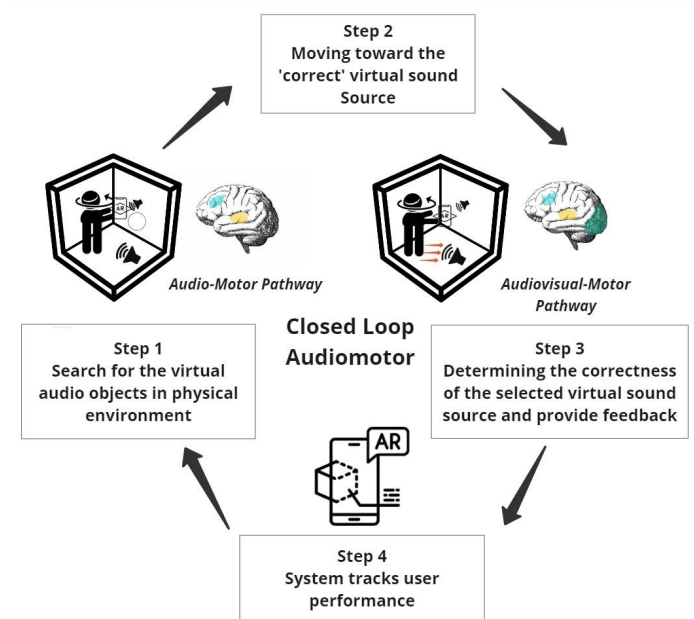 Step 2
Moving toward the
'correct' virtual sound
Source
AR
AR
Audio-Motor Pathway
Audiovisual-Motor
Pathway
Closed Loop
Audiomotor
Step 1
Search for the virtual
audio objects in physical
environment
Step 3
Determining the correctness
of the selected virtual sound
source and provide feedback
AR
Step 4
System tracks user
performance